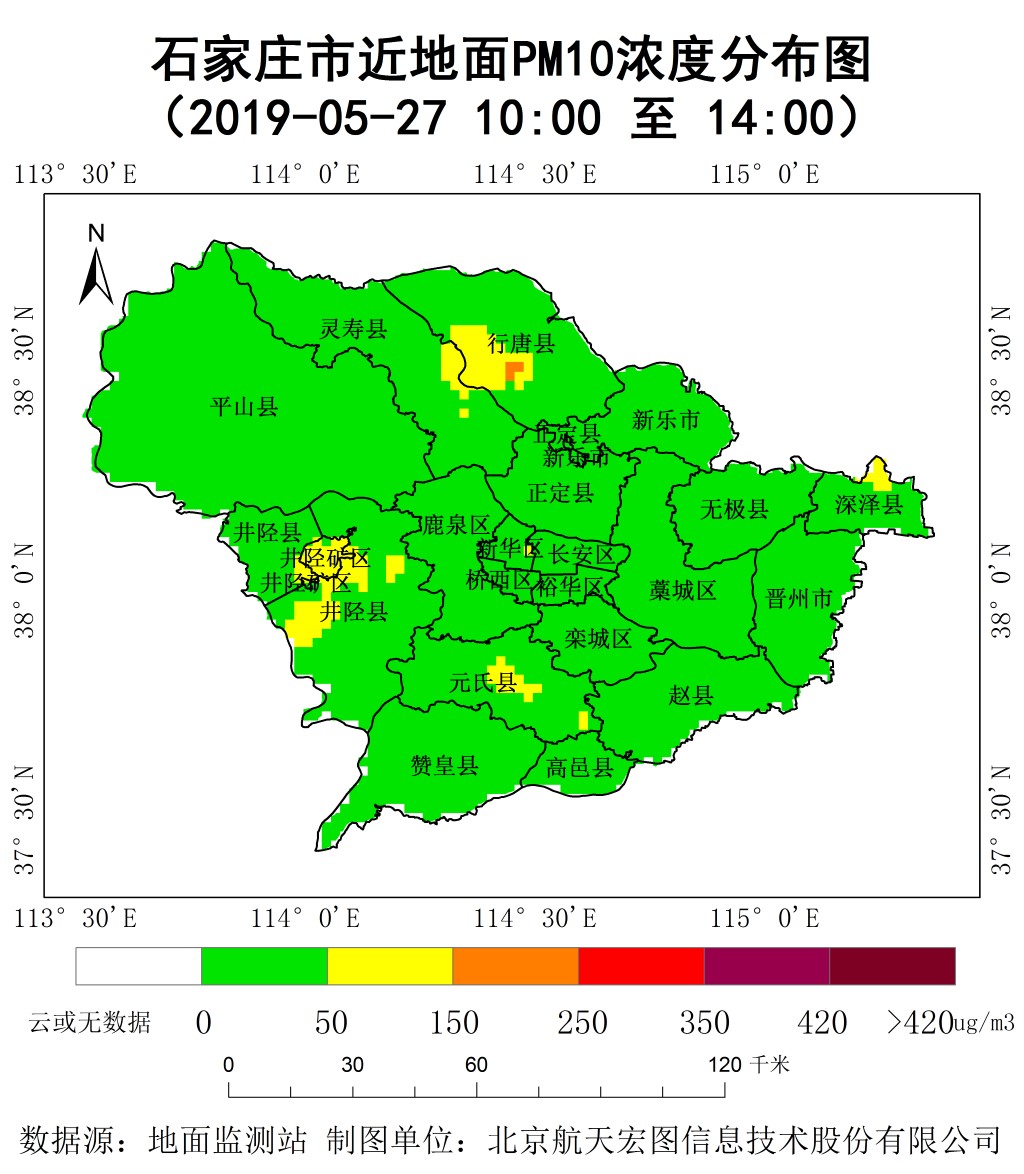 石家庄市近地面PM10浓度分布图
（2019-05-27 10:00 至 14:00）
113° 30'E 114° 0'E 114° 30'E 115° 0'E
N
38° 30'N
38° 0'N
37° 30'N
38° 30'N
38° 0'N
37° 30'N
灵寿县
行唐县
平山县
新乐市
正定县
新乐市
正定县
无极县
深泽县
井陉县
鹿泉区
新华区
长安区
井陉矿区
井陉矿区
桥西区
裕华区
藁城区
晋州市
井陉县
栾城区
元氏县
赵县
赞皇县
高邑县
113° 30'E 114° 0'E 114° 30'E 115° 0'E
云或无数据 0 50 150 250 350 420 >420ug/m3
0 30 60 120 千米
数据源：地面监测站 制图单位：北京航天宏图信息技术股份有限公司